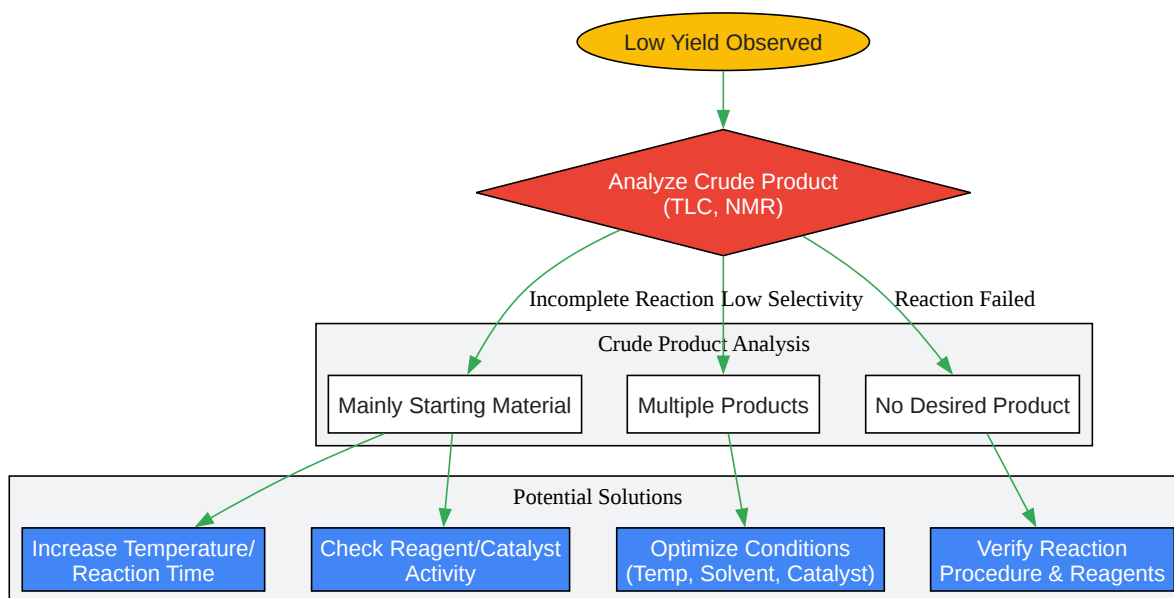 Low Yield Observed
Analyze Crude Product
(TLC, NMR)
Incomplete Reaction
Low Selectivity
Reaction Failed
Crude Product Analysis
Mainly Starting Material
Multiple Products
No Desired Product
Potential Solutions
Increase Temperature/
Reaction Time
Check Reagent/Catalyst
Activity
Optimize Conditions
(Temp, Solvent, Catalyst)
Verify Reaction
Procedure & Reagents